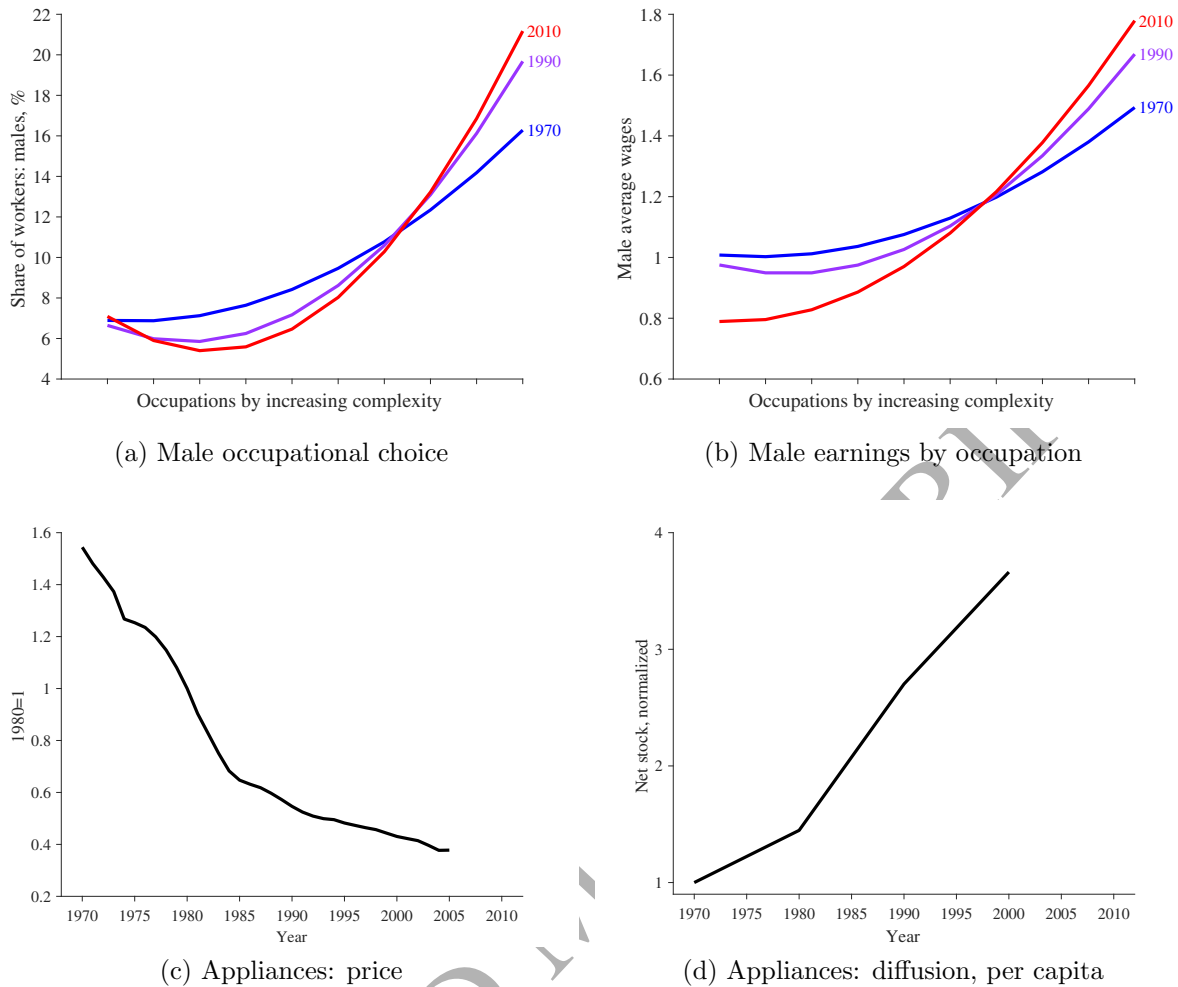 22
20
18
16
14
12
10
8
6
4
Share of workers: males, %
2010
1990
1970
Occupations by increasing complexity
(a) Male occupational choice
1.8
1.6
1.4
1.2
1
0.8
0.6
Male average wages
2010
1990
1970
Occupations by increasing complexity
(b) Male earnings by occupation
1.6
1.4
1.2
1
0.8
0.6
0.4
0.2
1980=1
1970 1975 1980 1985 1990 1995 2000 2005 2010
Year
(c) Appliances: price
4
3
2
1
Net stock, normalized
1970 1975 1980 1985 1990 1995 2000 2005 2010
Year
(d) Appliances: diffusion, per capita